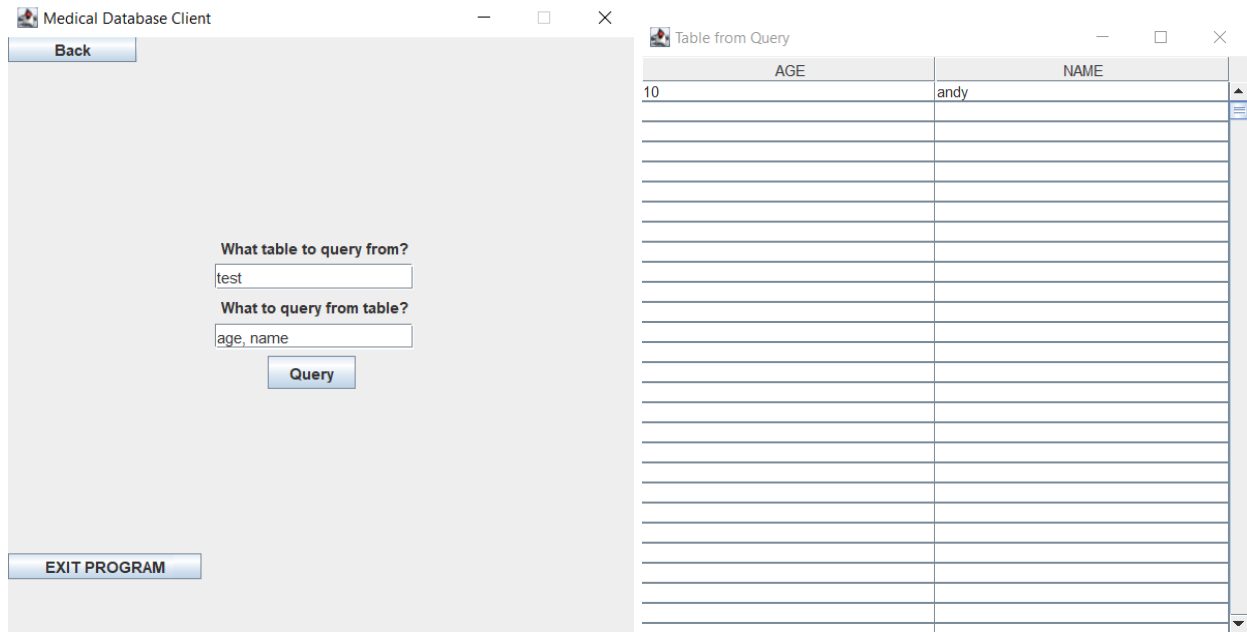 Medical Database Client
Back
What table to query from?
test
What to query from table?
age, name
Query
EXIT PROGRAM
Table from Query
AGE NAME
10 andy